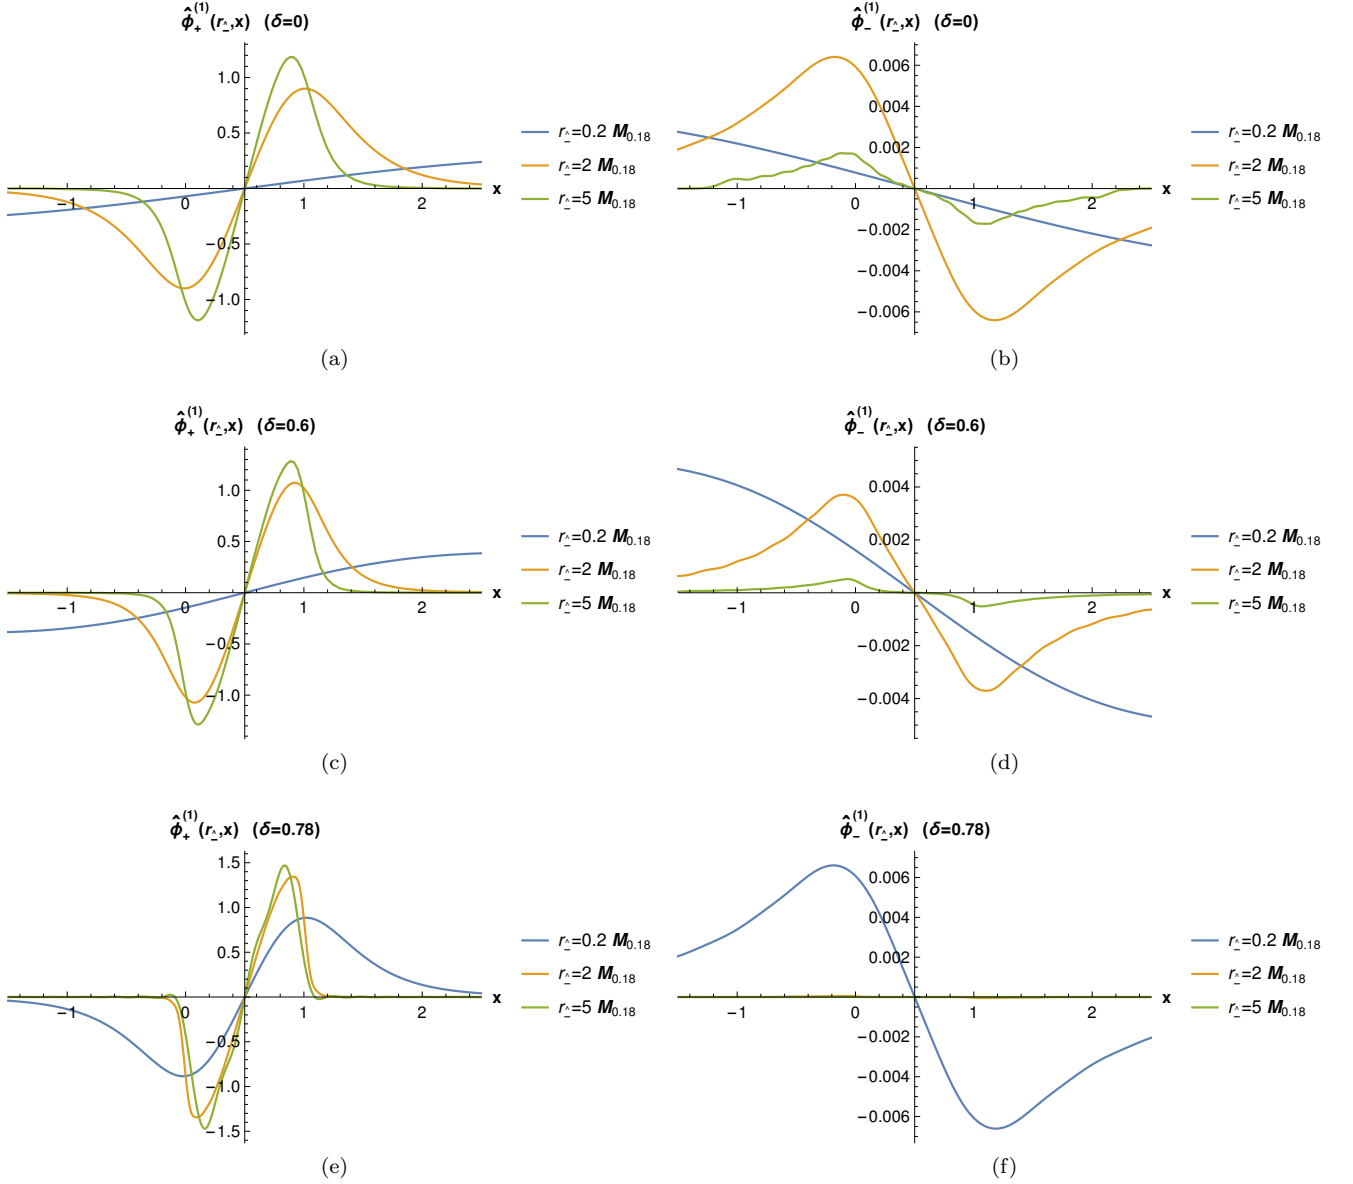 ϕ̂₊⁽¹⁾(r_≙,x) (δ=0)
1.0
0.5
-1 0 1 2 x
-0.5
-1.0
r_≙=0.2 M0.18
r_≙=2 M0.18
r_≙=5 M0.18
(a)
ϕ̂₋⁽¹⁾(r_≙,x) (δ=0)
0.006
0.004
0.002
-1 0 1 2 x
-0.002
-0.004
-0.006
r_≙=0.2 M0.18
r_≙=2 M0.18
r_≙=5 M0.18
(b)
ϕ̂₊⁽¹⁾(r_≙,x) (δ=0.6)
1.0
0.5
-1 0 1 2 x
-0.5
-1.0
r_≙=0.2 M0.18
r_≙=2 M0.18
r_≙=5 M0.18
(c)
ϕ̂₋⁽¹⁾(r_≙,x) (δ=0.6)
0.004
0.002
-1 0 1 2 x
-0.002
-0.004
r_≙=0.2 M0.18
r_≙=2 M0.18
r_≙=5 M0.18
(d)
ϕ̂₊⁽¹⁾(r_≙,x) (δ=0.78)
1.5
1.0
0.5
-1 0 1 2 x
-0.5
-1.0
-1.5
r_≙=0.2 M0.18
r_≙=2 M0.18
r_≙=5 M0.18
(e)
ϕ̂₋⁽¹⁾(r_≙,x) (δ=0.78)
0.006
0.004
0.002
-1 0 1 2 x
-0.002
-0.004
-0.006
r_≙=0.2 M0.18
r_≙=2 M0.18
r_≙=5 M0.18
(f)